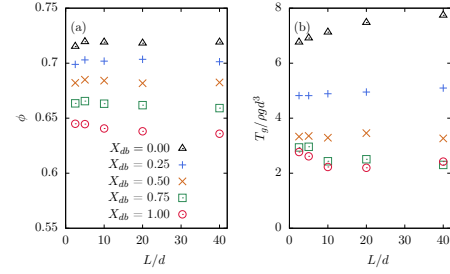 0.7
0.65
0.6
0.55
ϕ
(a)
X_db = 0.00
X_db = 0.25
X_db = 0.50
X_db = 0.75
X_db = 1.00
0 10 20 30 40
L/d
8
6
4
2
0
T_g/ρgd^3
(b)
0 10 20 30 40
L/d